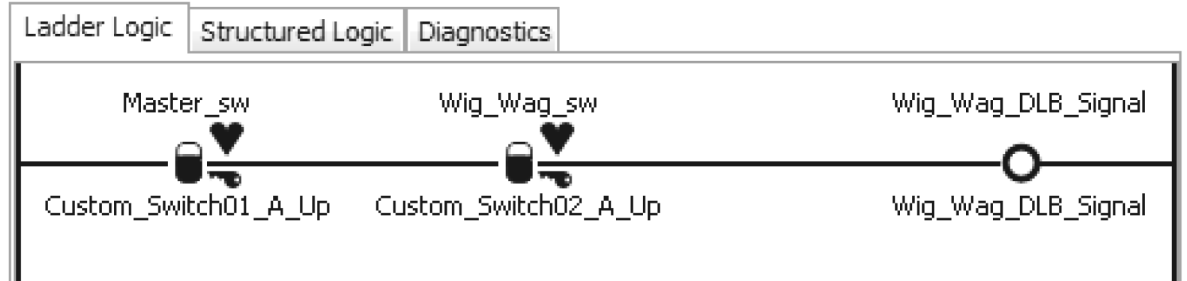 Ladder Logic Structured Logic Diagnostics
Master_sw Wig_Wag_sw Wig_Wag_DLB_Signal
Custom_Switch01_A_Up Custom_Switch02_A_Up Wig_Wag_DLB_Signal